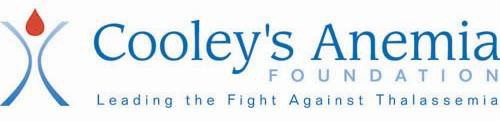 Cooley's Anemia
FOUNDATION
Leading the Fight Against Thalassemia